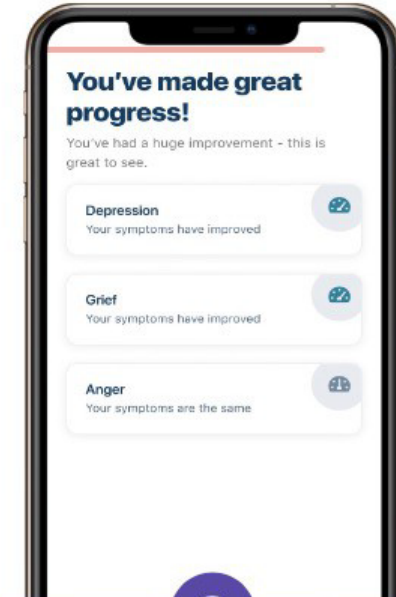 You've made great
progress!
You've had a huge improvement - this is
great to see.
Depression
Your symptoms have improved
Grief
Your symptoms have improved
Anger
Your symptoms are the same